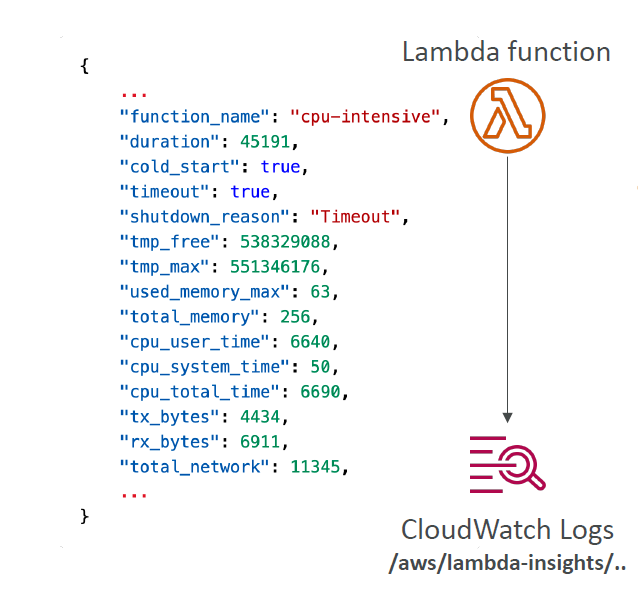 Lambda function
{
...
"function_name": "cpu-intensive",
"duration": 45191,
"cold_start": true,
"timeout": true,
"shutdown_reason": "Timeout",
"tmp_free": 538329088,
"tmp_max": 551346176,
"used_memory_max": 63,
"total_memory": 256,
"cpu_user_time": 6640,
"cpu_system_time": 50,
"cpu_total_time": 6690,
"tx_bytes": 4434,
"rx_bytes": 6911,
"total_network": 11345,
...
}
CloudWatch Logs
/aws/lambda-insights/..